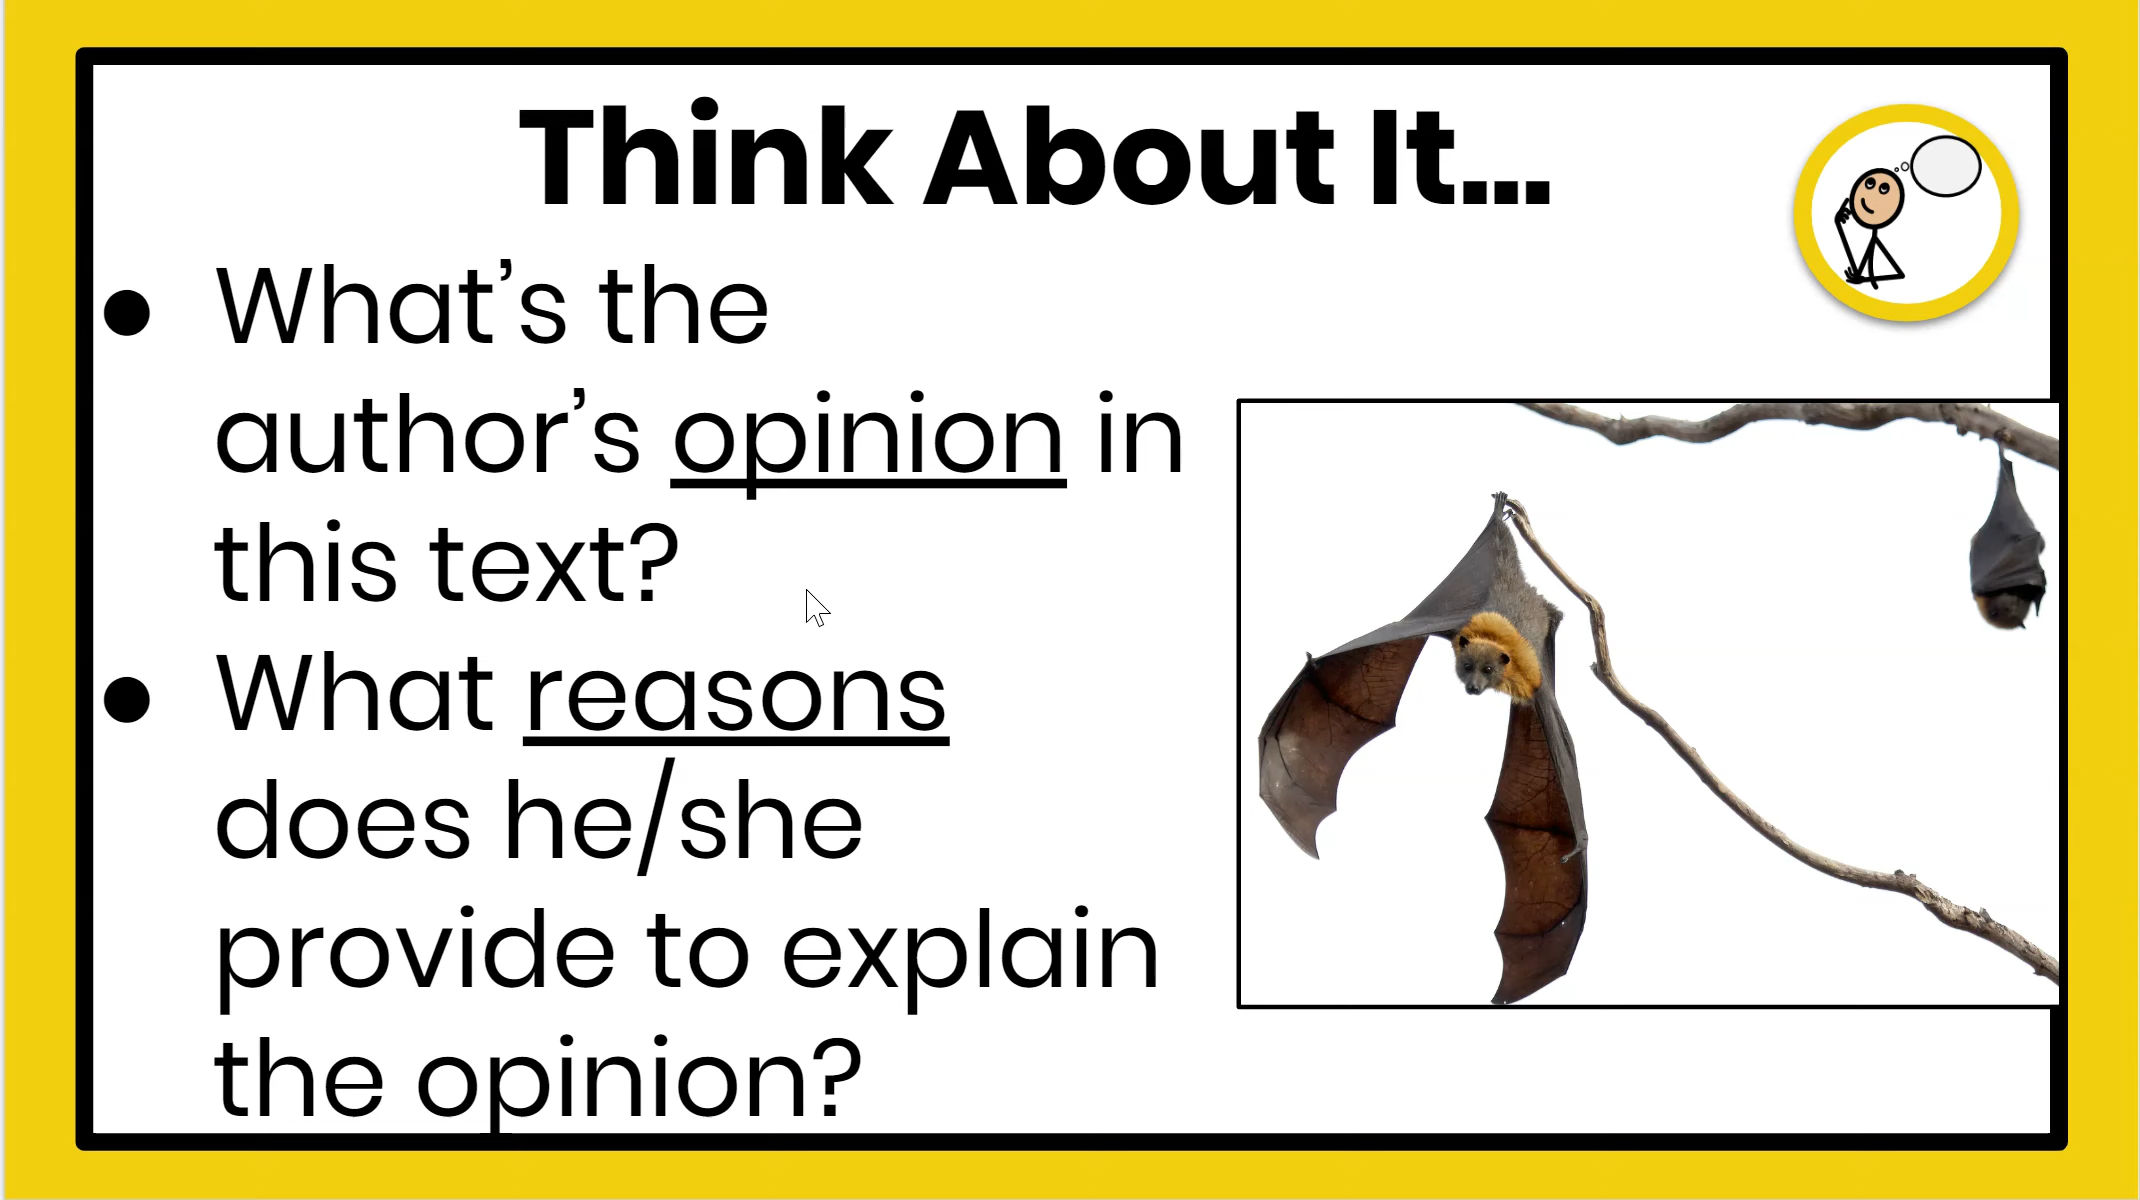 Think About It...
● What’s the
author’s opinion in
this text?
● What reasons
does he/she
provide to explain
the opinion?